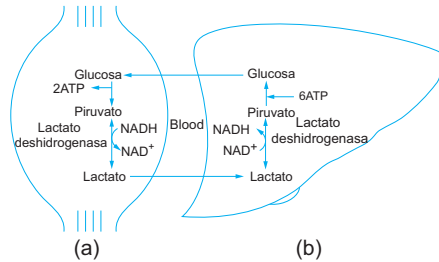 Glucosa
2ATP
Piruvato
Lactato
deshidrogenasa
NADH
NAD+
Lactato
(a)
Blood
Glucosa
6ATP
Piruvato
Lactato
deshidrogenasa
NADH
NAD+
Lactato
(b)